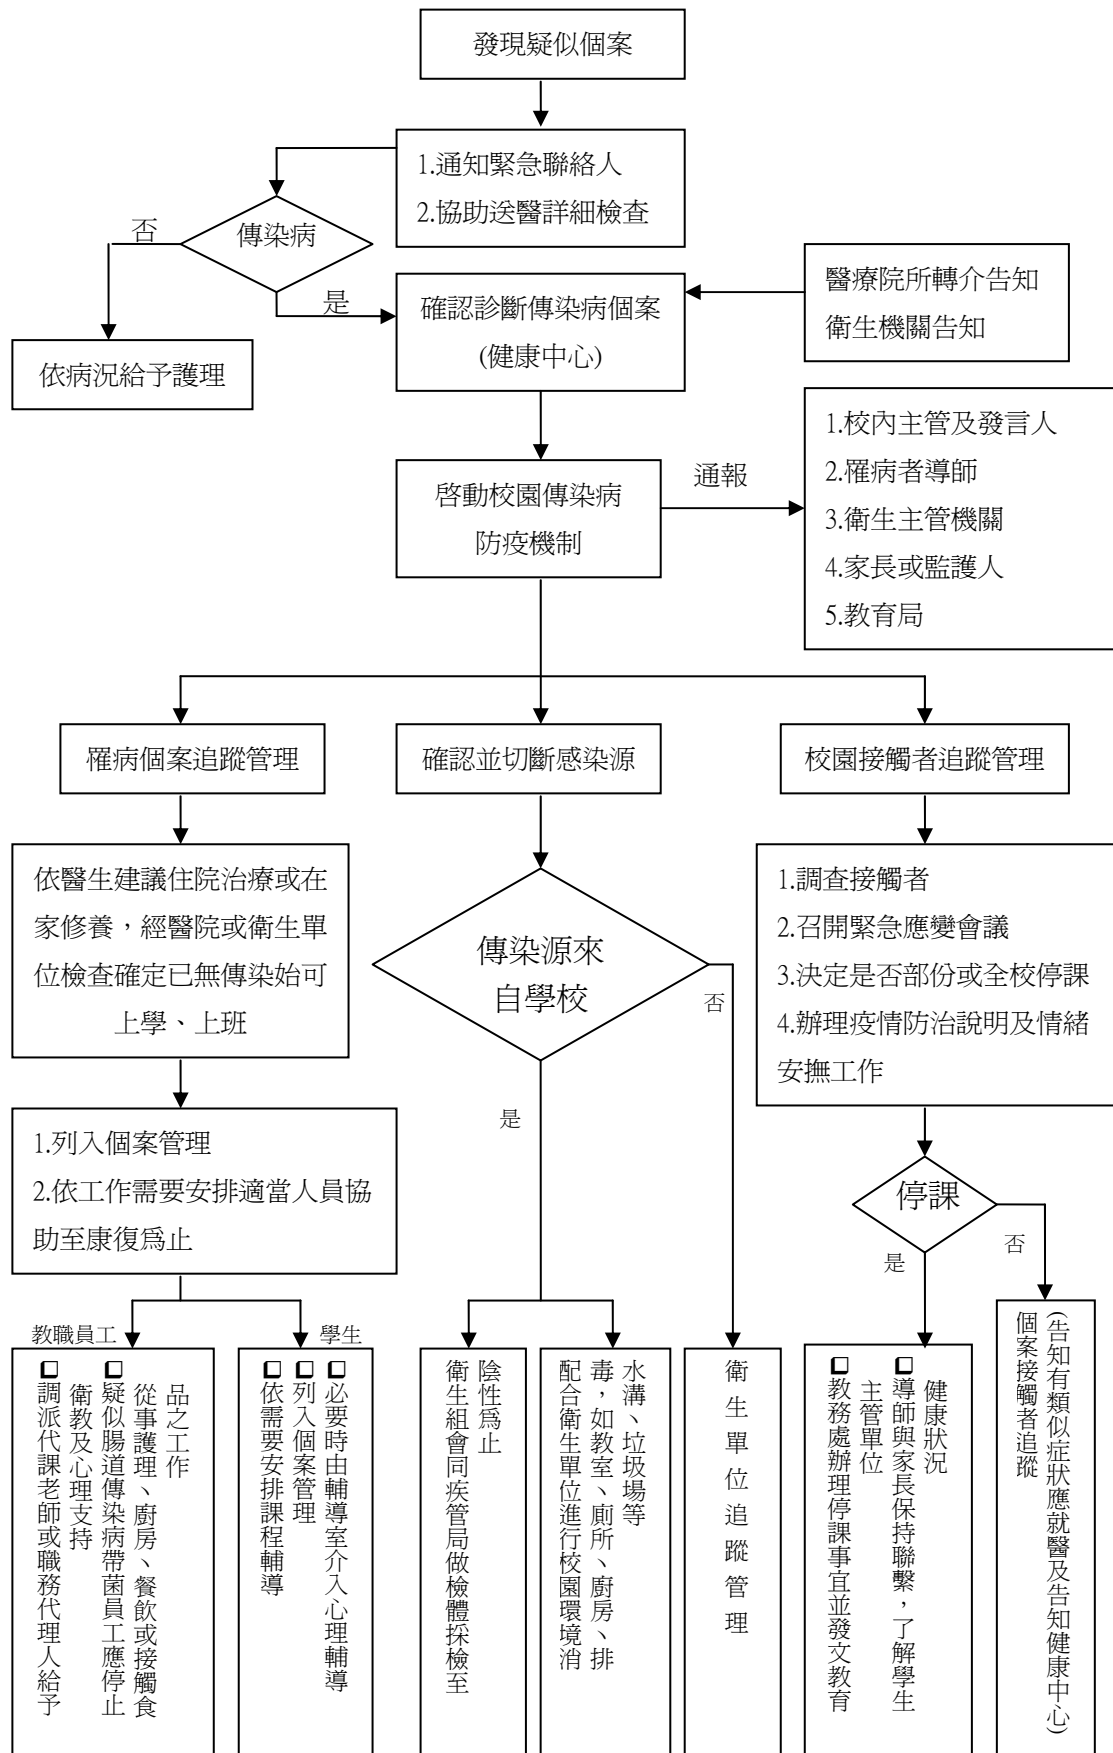 發現疑似個案
1.通知緊急聯絡人
2.協助送醫詳細檢查
傳染病
否
是
依病況給予護理
確認診斷傳染病個案
(健康中心)
醫療院所轉介告知
衛生機關告知
啓動校園傳染病
防疫機制
通報
1.校內主管及發言人
2.罹病者導師
3.衛生主管機關
4.家長或監護人
5.教育局
罹病個案追蹤管理
確認並切斷感染源
校園接觸者追蹤管理
依醫生建議住院治療或在
家修養，經醫院或衛生單
位檢查確定已無傳染始可
上學、上班
傳染源來
自學校
否
是
1.調查接觸者
2.召開緊急應變會議
3.決定是否部份或全校停課
4.辦理疫情防治說明及情緒
安撫工作
1.列入個案管理
2.依工作需要安排適當人員協
助至康復爲止
停課
是
否
教職員工
❑調派代課老師或職務代理人給予
衛教及心理支持
❑疑似腸道傳染病帶菌員工應停止
從事護理、廚房、餐飲或接觸食
品之工作
學生
❑依需要安排課程輔導
❑列入個案管理
❑必要時由輔導室介入心理輔導
衛生組會同疾管局做檢體採檢至
陰性爲止
配合衛生單位進行校園環境消
毒，如教室、廁所、廚房、排
水溝、垃圾場等
衛生單位追蹤管理
❑教務處辦理停課事宜並發文教育
主管單位
❑導師與家長保持聯繫，了解學生
健康狀況
個案接觸者追蹤
(告知有類似症狀應就醫及告知健康中心)